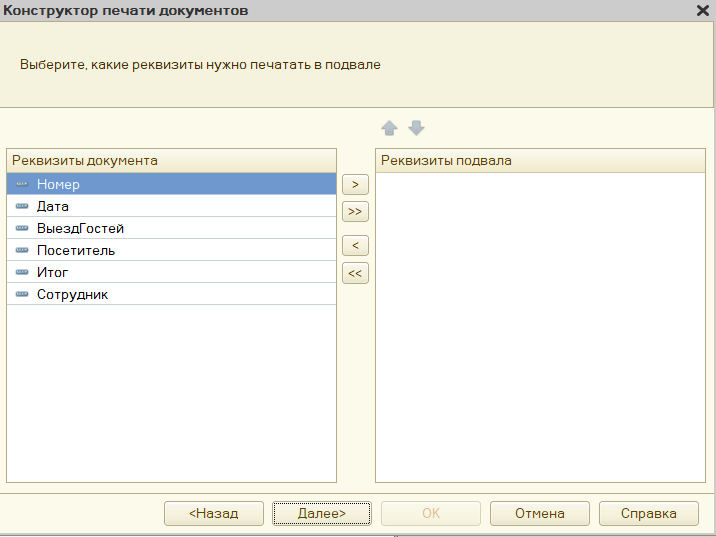 Конструктор печати документов
Выберите, какие реквизиты нужно печатать в подвале
Реквизиты документа
Реквизиты подвала
Номер
Дата
ВыездГостей
Посетитель
Итог
Сотрудник
>
>>
<
<<
<Назад
Далее>
OK
Отмена
Справка